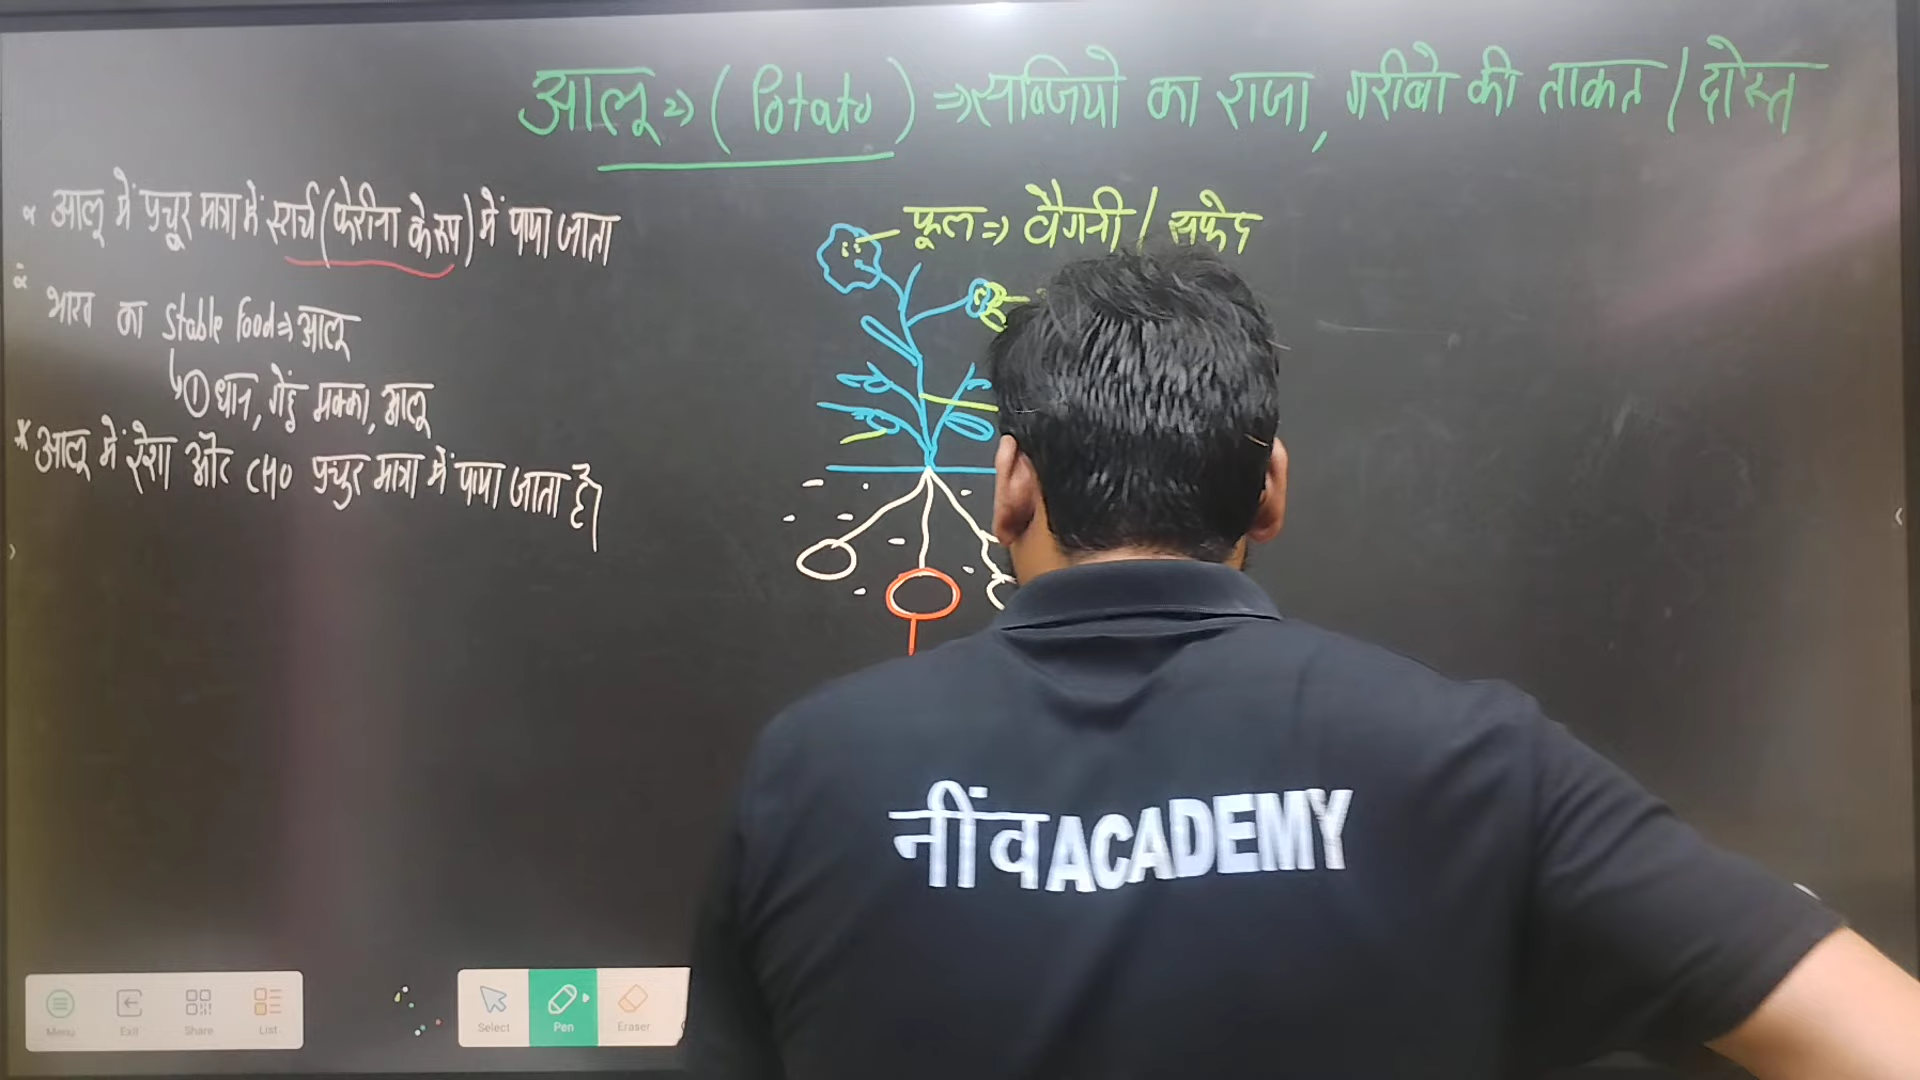 आलू => ( Potato ) => सब्जियो का राजा, गरीबो की ताकत / दोस्त
* आलू में प्रचुर मात्रा में स्टार्च (फेरीना के रूप) में पाया जाता
फूल => वैगनी / सफेद
भारत का Stable Food => आलू
① धान, गेहुं मक्का, आलू
* आलू में रेशा और CHO प्रचुर मात्रा में पाया जाता है।
नींव ACADEMY
Menu Exit Share List
Select Pen Eraser